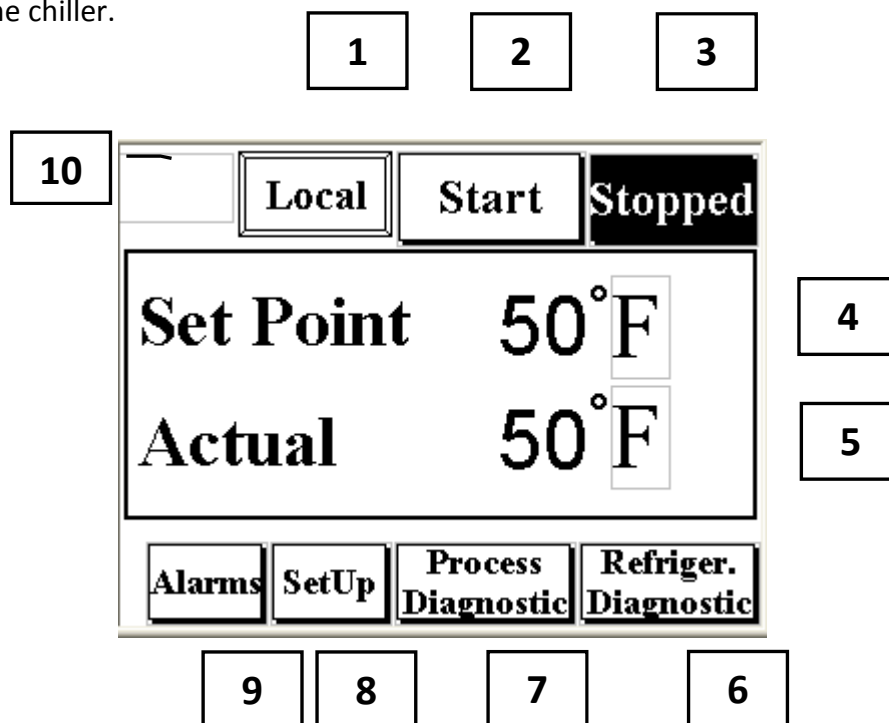 ne chiller.
1 2 3
10
Local Start Stopped
Set Point 50°F
4
Actual 50°F
5
Alarms SetUp Process Diagnostic Refriger. Diagnostic
9 8 7 6